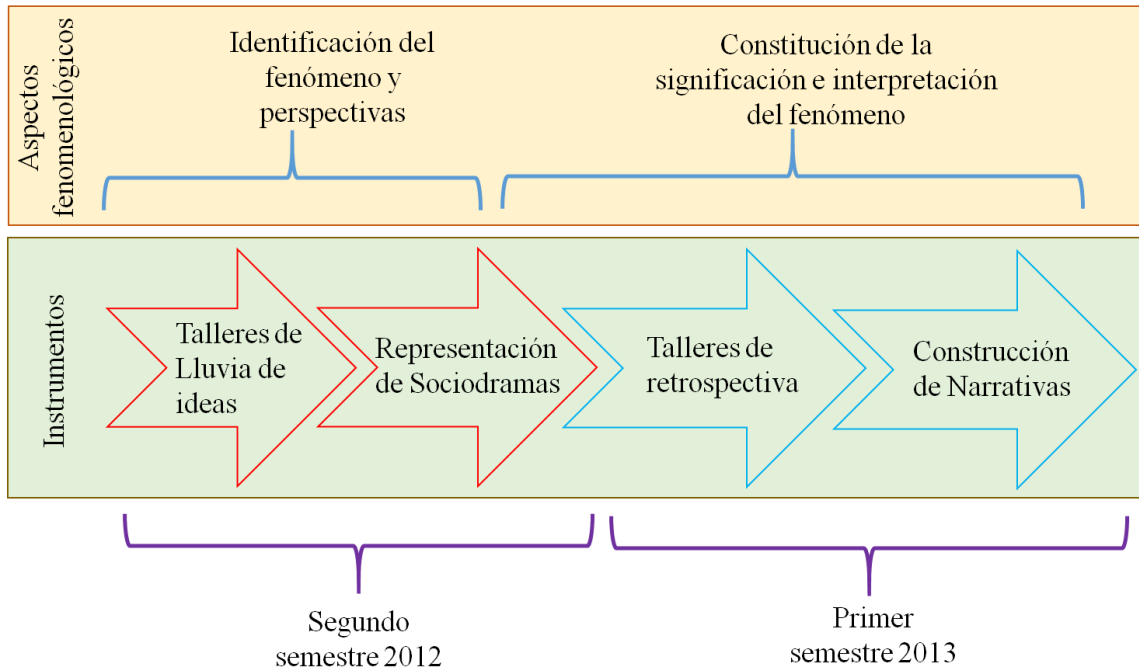 Aspectos
fenomenológicos
Identificación del
fenómeno y
perspectivas
Constitución de la
significación e interpretación
del fenómeno
Instrumentos
Talleres de
Lluvia de
ideas
Representación
de Sociodramas
Talleres de
retrospectiva
Construcción
de Narrativas
Segundo
semestre 2012
Primer
semestre 2013